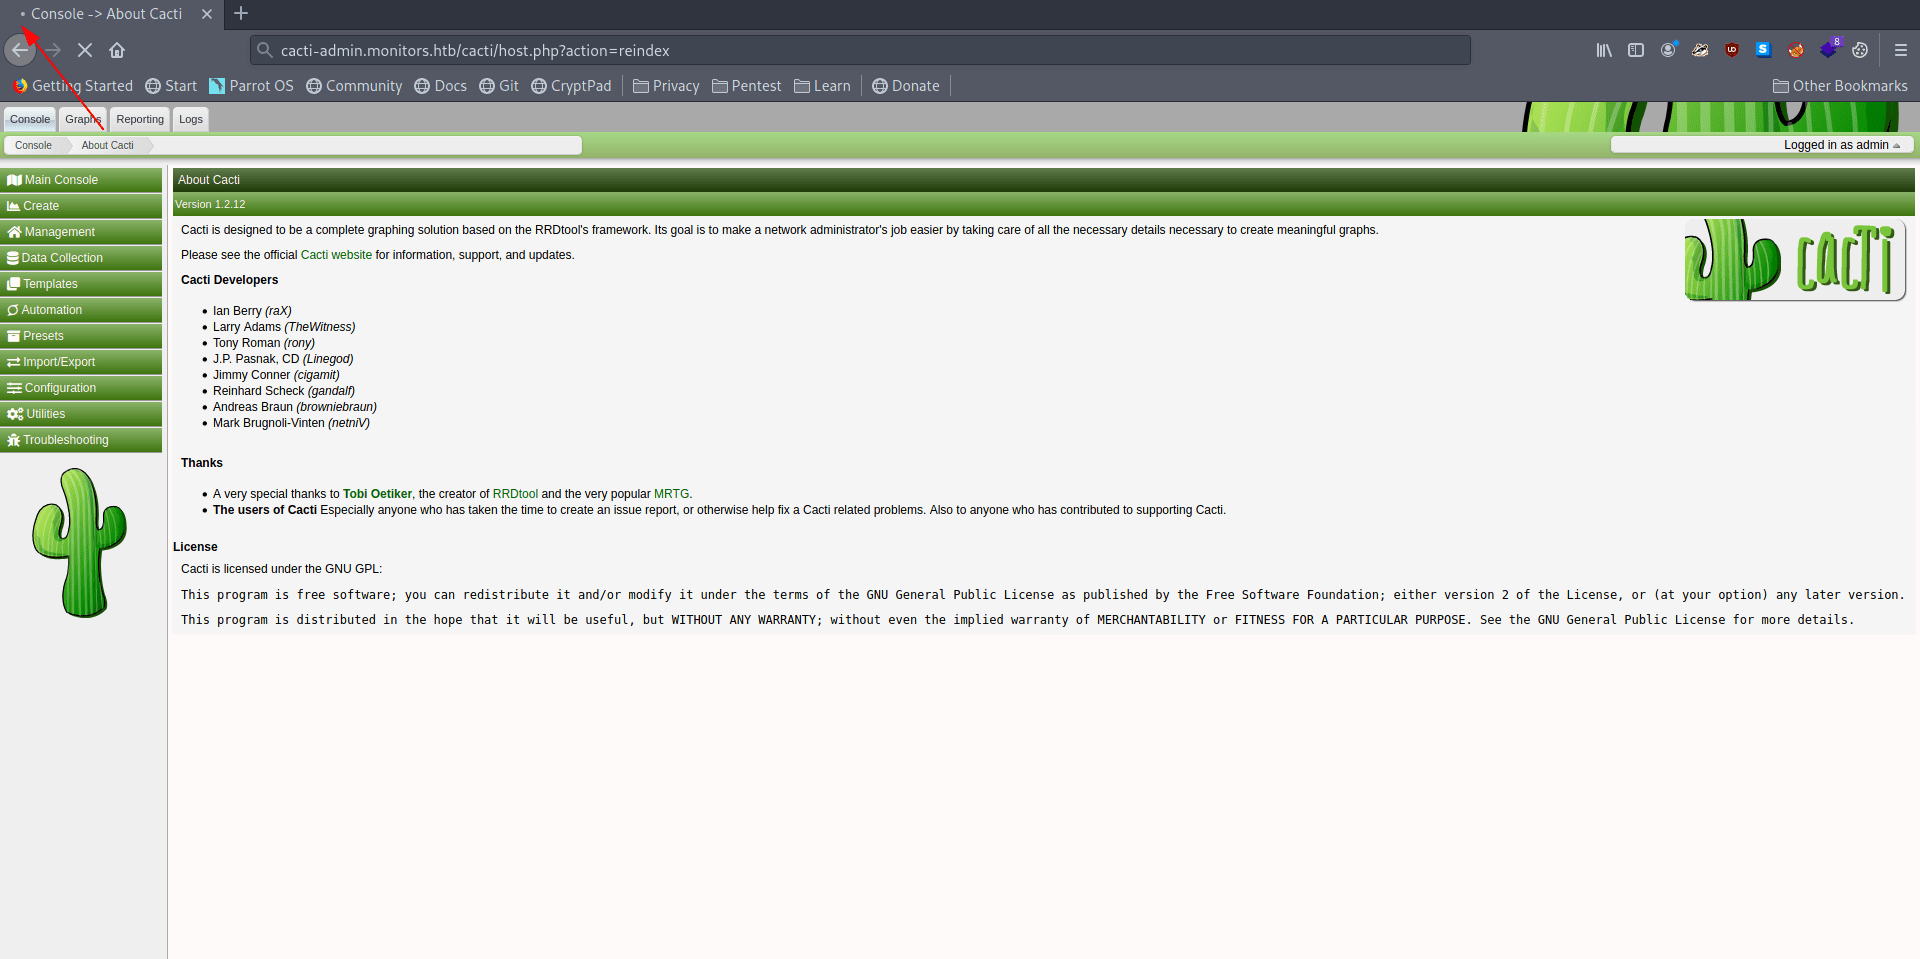 Console -> About Cacti
cacti-admin.monitors.htb/cacti/host.php?action=reindex
8
Getting Started Start Parrot OS Community Docs Git CryptPad Privacy Pentest Learn Donate Other Bookmarks
Console Graphs Reporting Logs
Console About Cacti Logged in as admin
Main Console
Create
Management
Data Collection
Templates
Automation
Presets
Import/Export
Configuration
Utilities
Troubleshooting
About Cacti
Version 1.2.12
Cacti is designed to be a complete graphing solution based on the RRDtool's framework. Its goal is to make a network administrator's job easier by taking care of all the necessary details necessary to create meaningful graphs.
cacti
Please see the official Cacti website for information, support, and updates.
Cacti Developers
Ian Berry (raX)
Larry Adams (TheWitness)
Tony Roman (rony)
J.P. Pasnak, CD (Linegod)
Jimmy Conner (cigamit)
Reinhard Scheck (gandalf)
Andreas Braun (browniebraun)
Mark Brugnoli-Vinten (netniV)
Thanks
A very special thanks to Tobi Oetiker, the creator of RRDtool and the very popular MRTG.
The users of Cacti Especially anyone who has taken the time to create an issue report, or otherwise help fix a Cacti related problems. Also to anyone who has contributed to supporting Cacti.
License
Cacti is licensed under the GNU GPL:
This program is free software; you can redistribute it and/or modify it under the terms of the GNU General Public License as published by the Free Software Foundation; either version 2 of the License, or (at your option) any later version.
This program is distributed in the hope that it will be useful, but WITHOUT ANY WARRANTY; without even the implied warranty of MERCHANTABILITY or FITNESS FOR A PARTICULAR PURPOSE. See the GNU General Public License for more details.